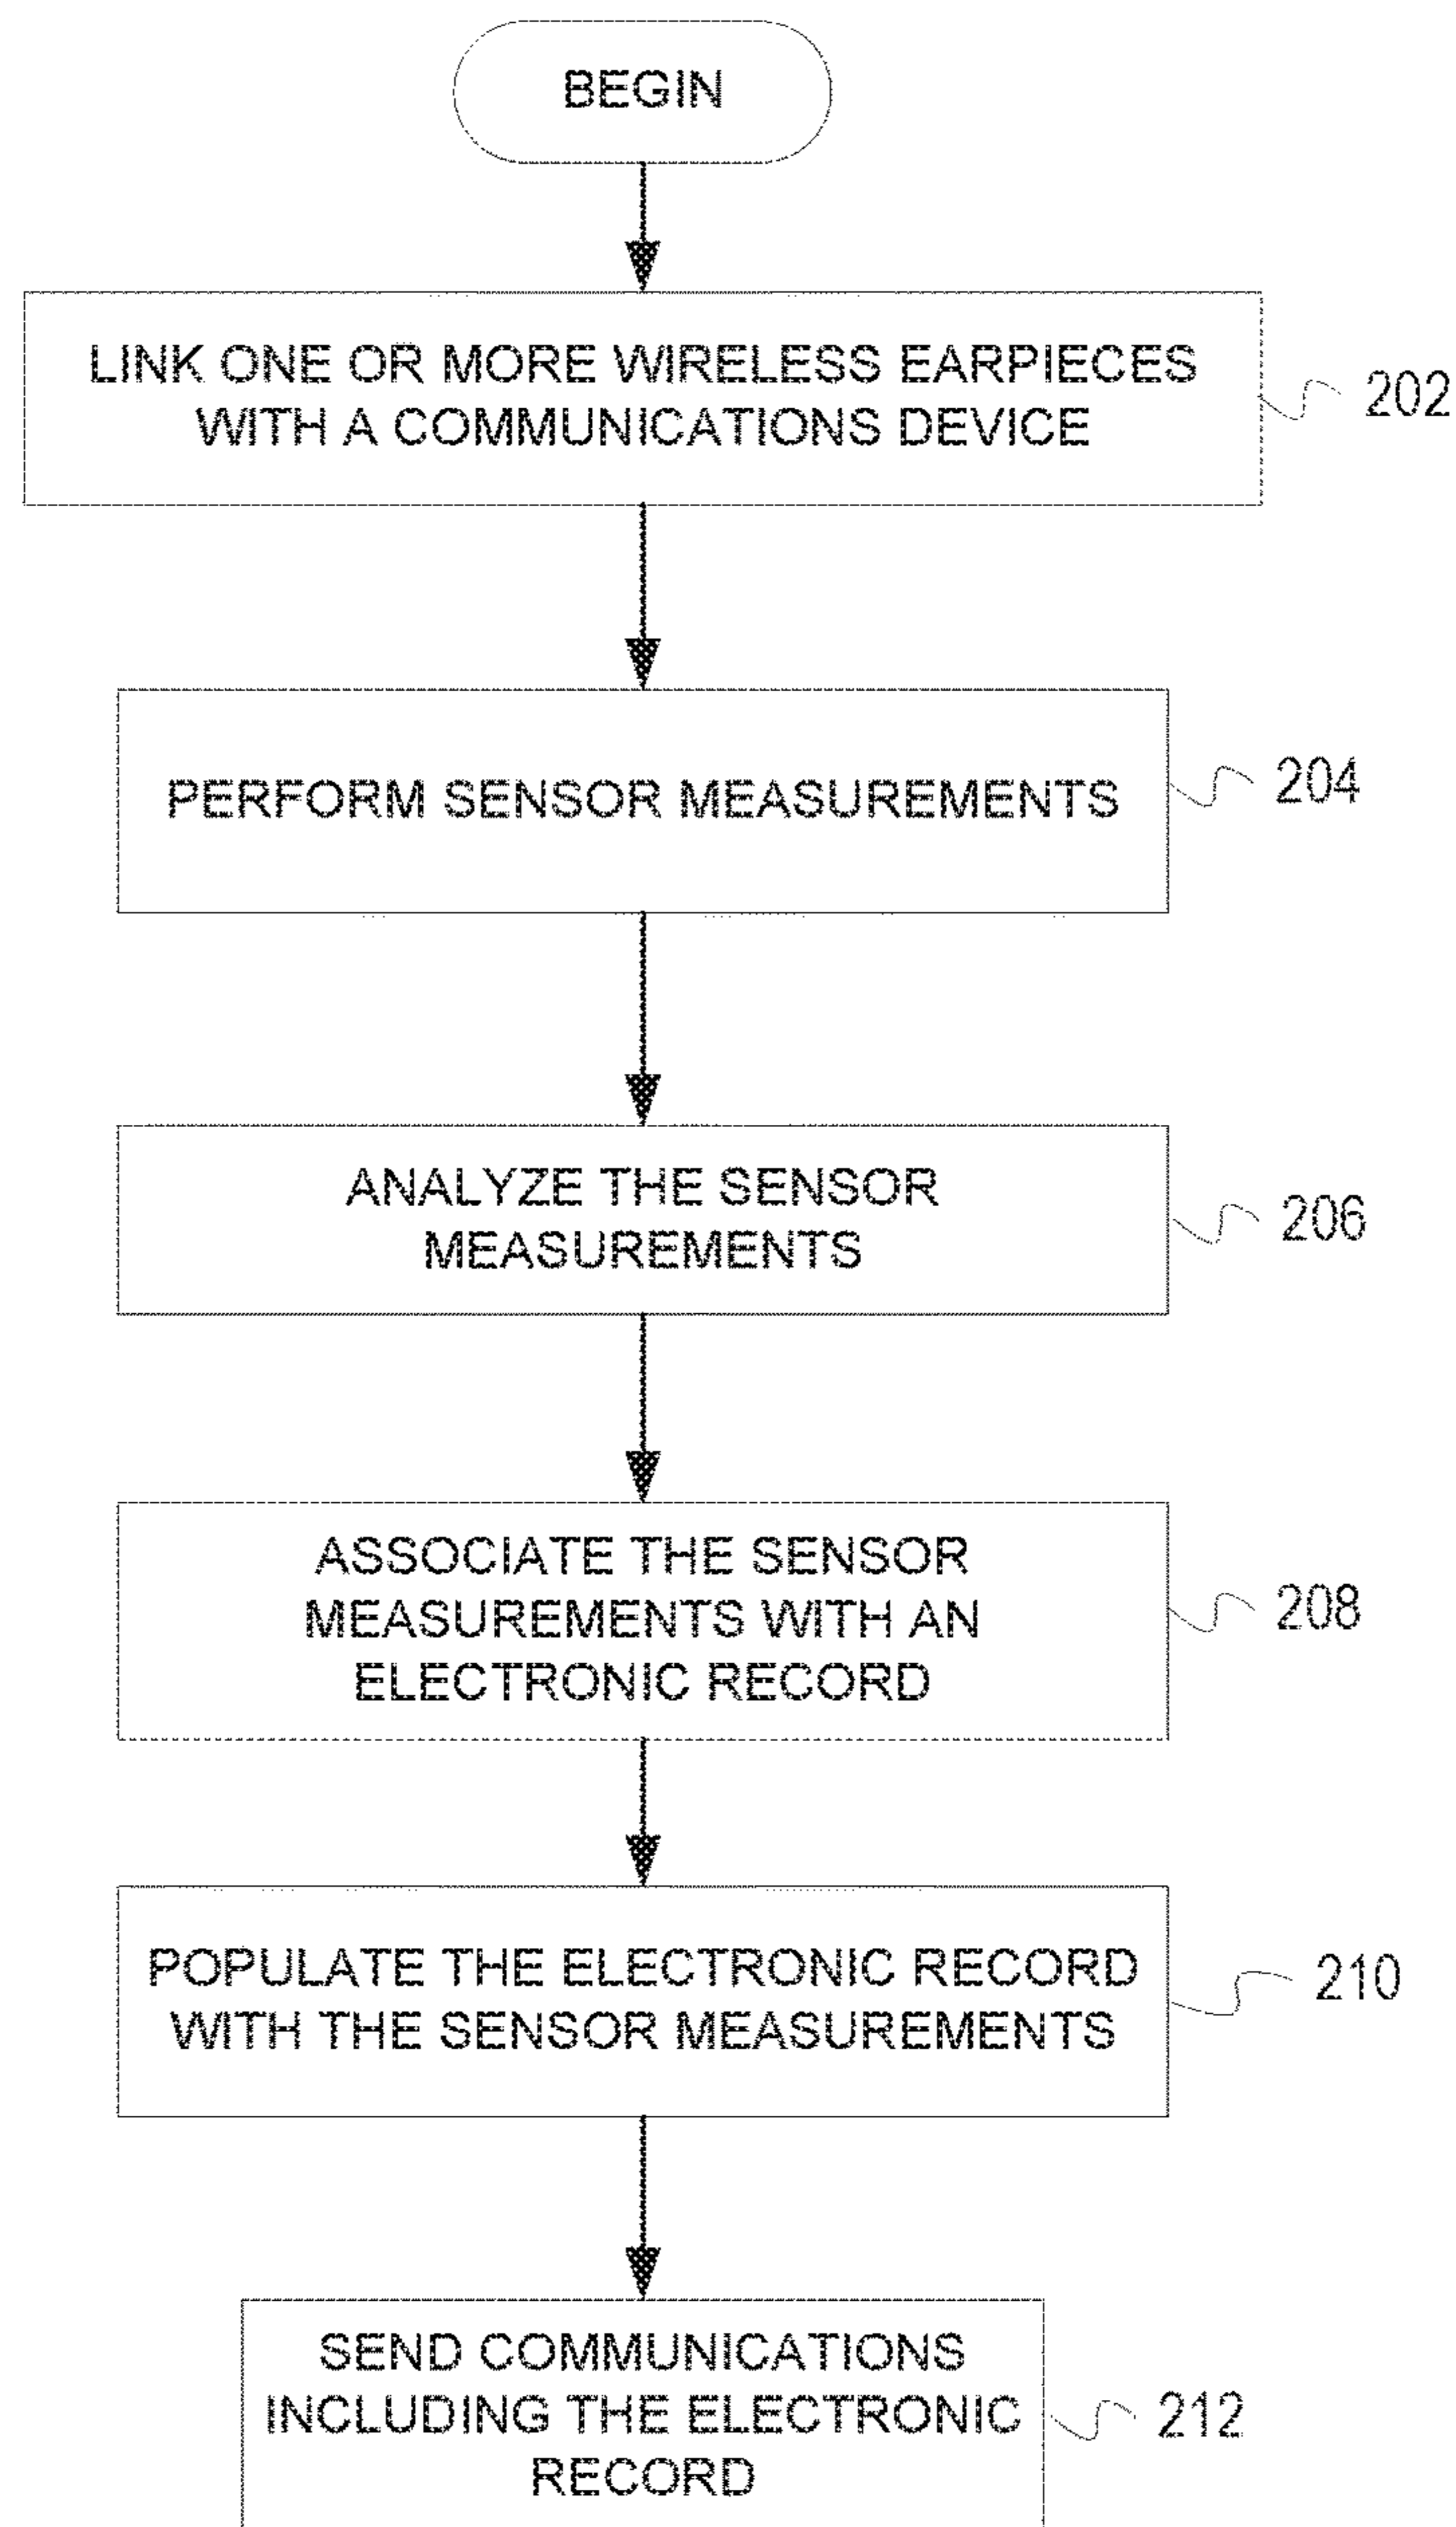 BEGIN
LINK ONE OR MORE WIRELESS EARPIECES
WITH A COMMUNICATIONS DEVICE
202
PERFORM SENSOR MEASUREMENTS
204
ANALYZE THE SENSOR
MEASUREMENTS
206
ASSOCIATE THE SENSOR
MEASUREMENTS WITH AN
ELECTRONIC RECORD
208
POPULATE THE ELECTRONIC RECORD
WITH THE SENSOR MEASUREMENTS
210
SEND COMMUNICATIONS
INCLUDING THE ELECTRONIC
RECORD
212